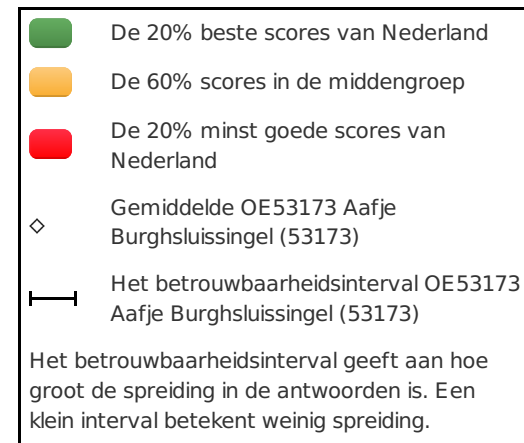 De 20% beste scores van Nederland
De 60% scores in de middengroep
De 20% minst goede scores van
Nederland
Gemiddelde OE53173 Aafje
Burghsluissingel (53173)
Het betrouwbaarheidsinterval OE53173
Aafje Burghsluissingel (53173)
Het betrouwbaarheidsinterval geeft aan hoe
groot de spreiding in de antwoorden is. Een
klein interval betekent weinig spreiding.